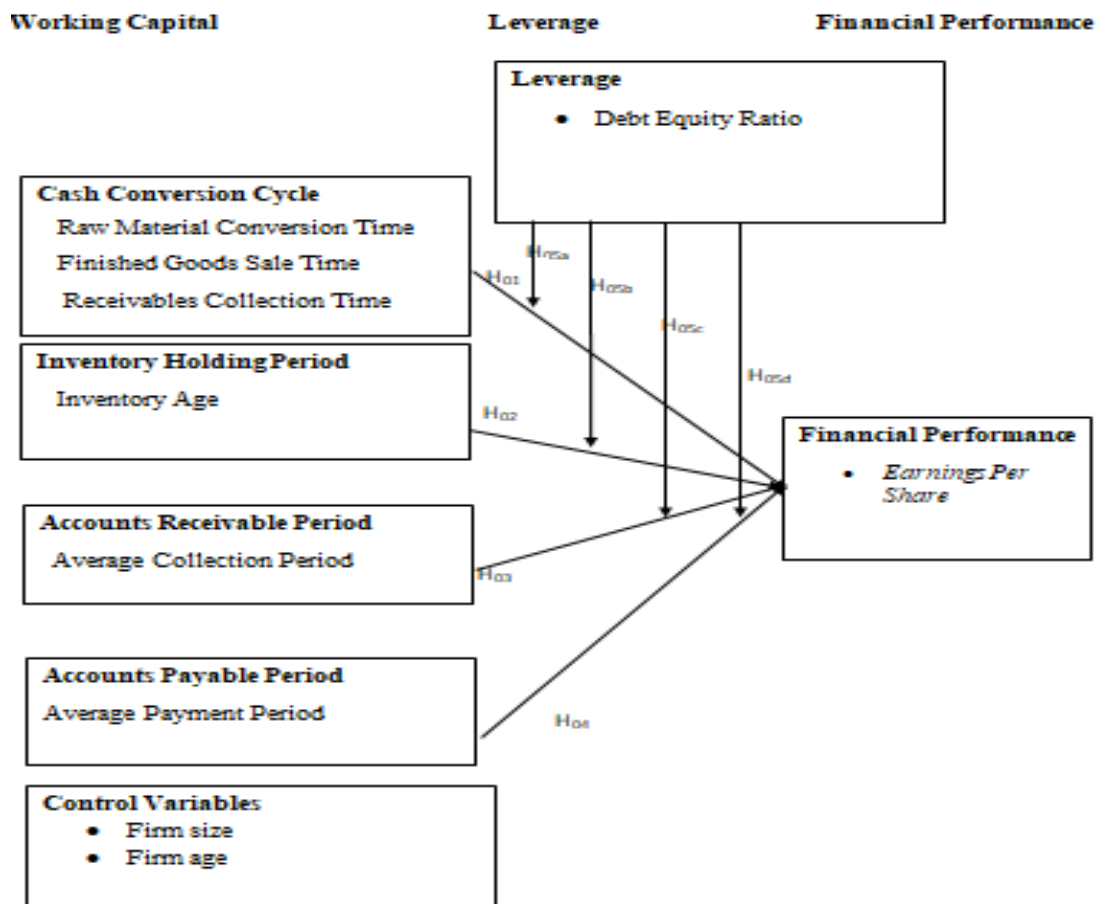 Working Capital Leverage Financial Performance
Leverage
• Debt Equity Ratio
Cash Conversion Cycle
Raw Material Conversion Time
Finished Goods Sale Time
Receivables Collection Time
H05a
H01
H05b
H05c
H05d
Inventory Holding Period
Inventory Age
H02
Financial Performance
• Earnings Per
Share
Accounts Receivable Period
Average Collection Period
H03
Accounts Payable Period
Average Payment Period
H04
Control Variables
• Firm size
• Firm age